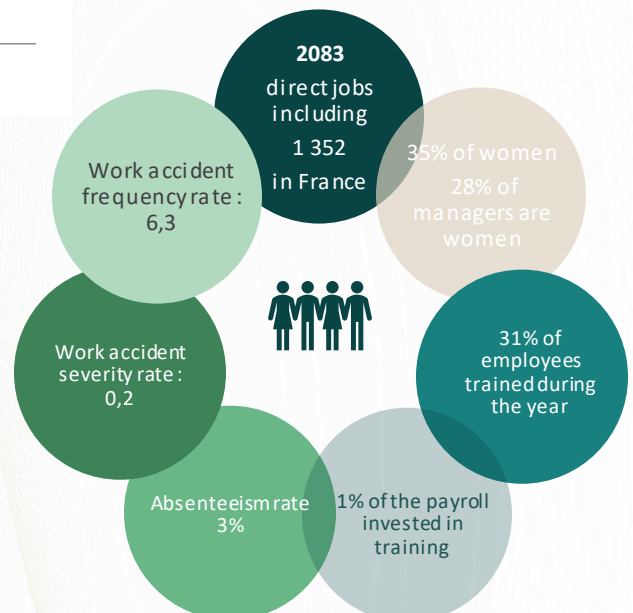 2083
direct jobs
including
1 352
in France
35% of women
28% of
managers are
women
31% of
employees
trained during
the year
1% of the payroll
invested in
training
Absenteeism rate
3%
Work accident
severity rate :
0,2
Work accident
frequency rate :
6,3